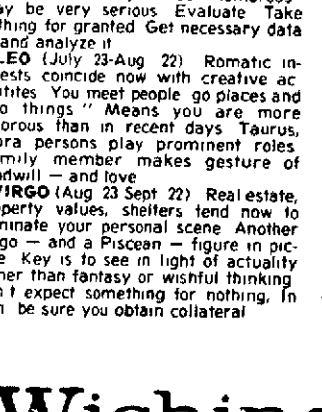 y be very serious Evaluate Take
thing for granted Get necessary data
and analyze it
LEO (July 23-Aug 22) Romatic in-
ests coincide now with creative ac
tites You meet people go places and
o things " Means you are more
orous than in recent days Taurus,
ra persons play prominent roles
mily member makes gesture of
dwill — and love
VIRGO (Aug 23 Sept 22) Real estate,
perty values, shelters tend now to
minate your personal scene Another
go — and a Piscean — figure in pic-
e Key is to see in light of actuality
her than fantasy or wishful thinking
n t expect something for nothing, In
be sure you obtain collateral
Wishing